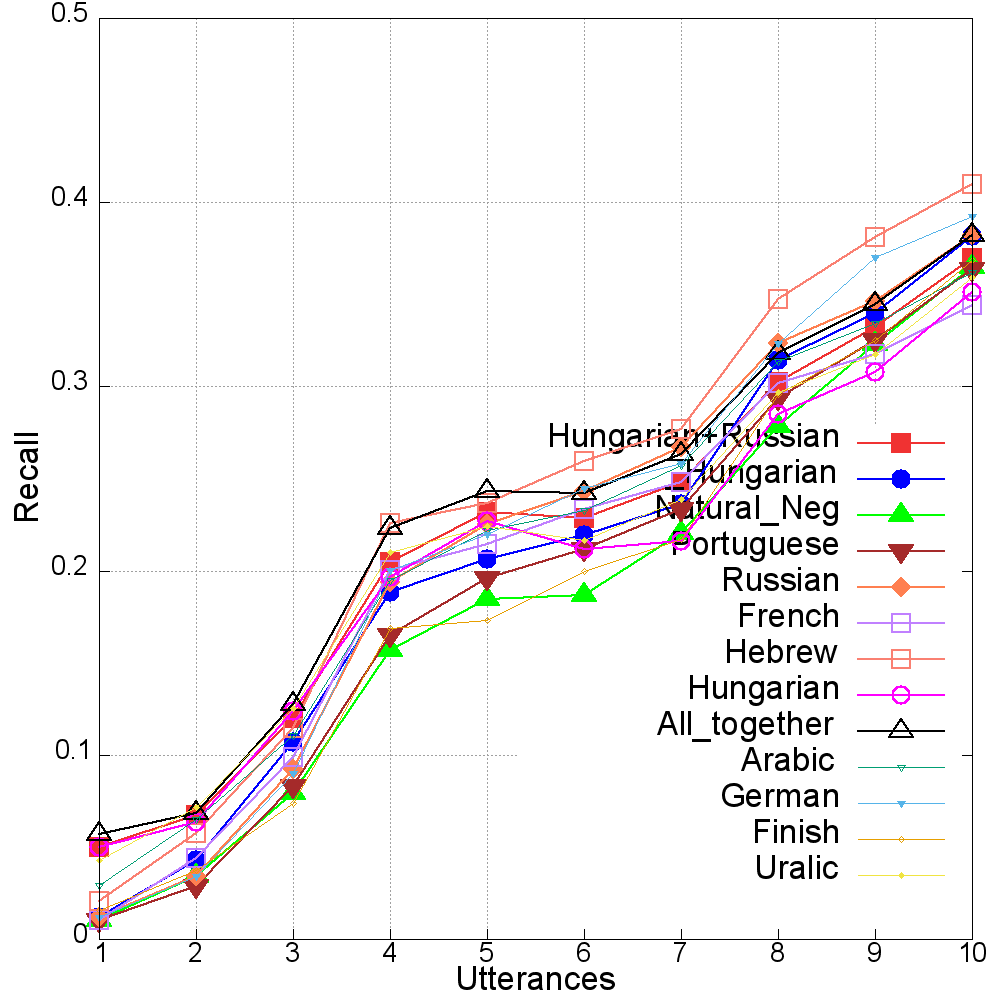 0.5
0.4
0.3
0.2
0.1
0
Recall
Hungarian+Russian
Hungarian
Natural_Neg
Portuguese
Russian
French
Hebrew
Hungarian
All_together
Arabic
German
Finish
Uralic
1 2 3 4 5 6 7 8 9 10
Utterances